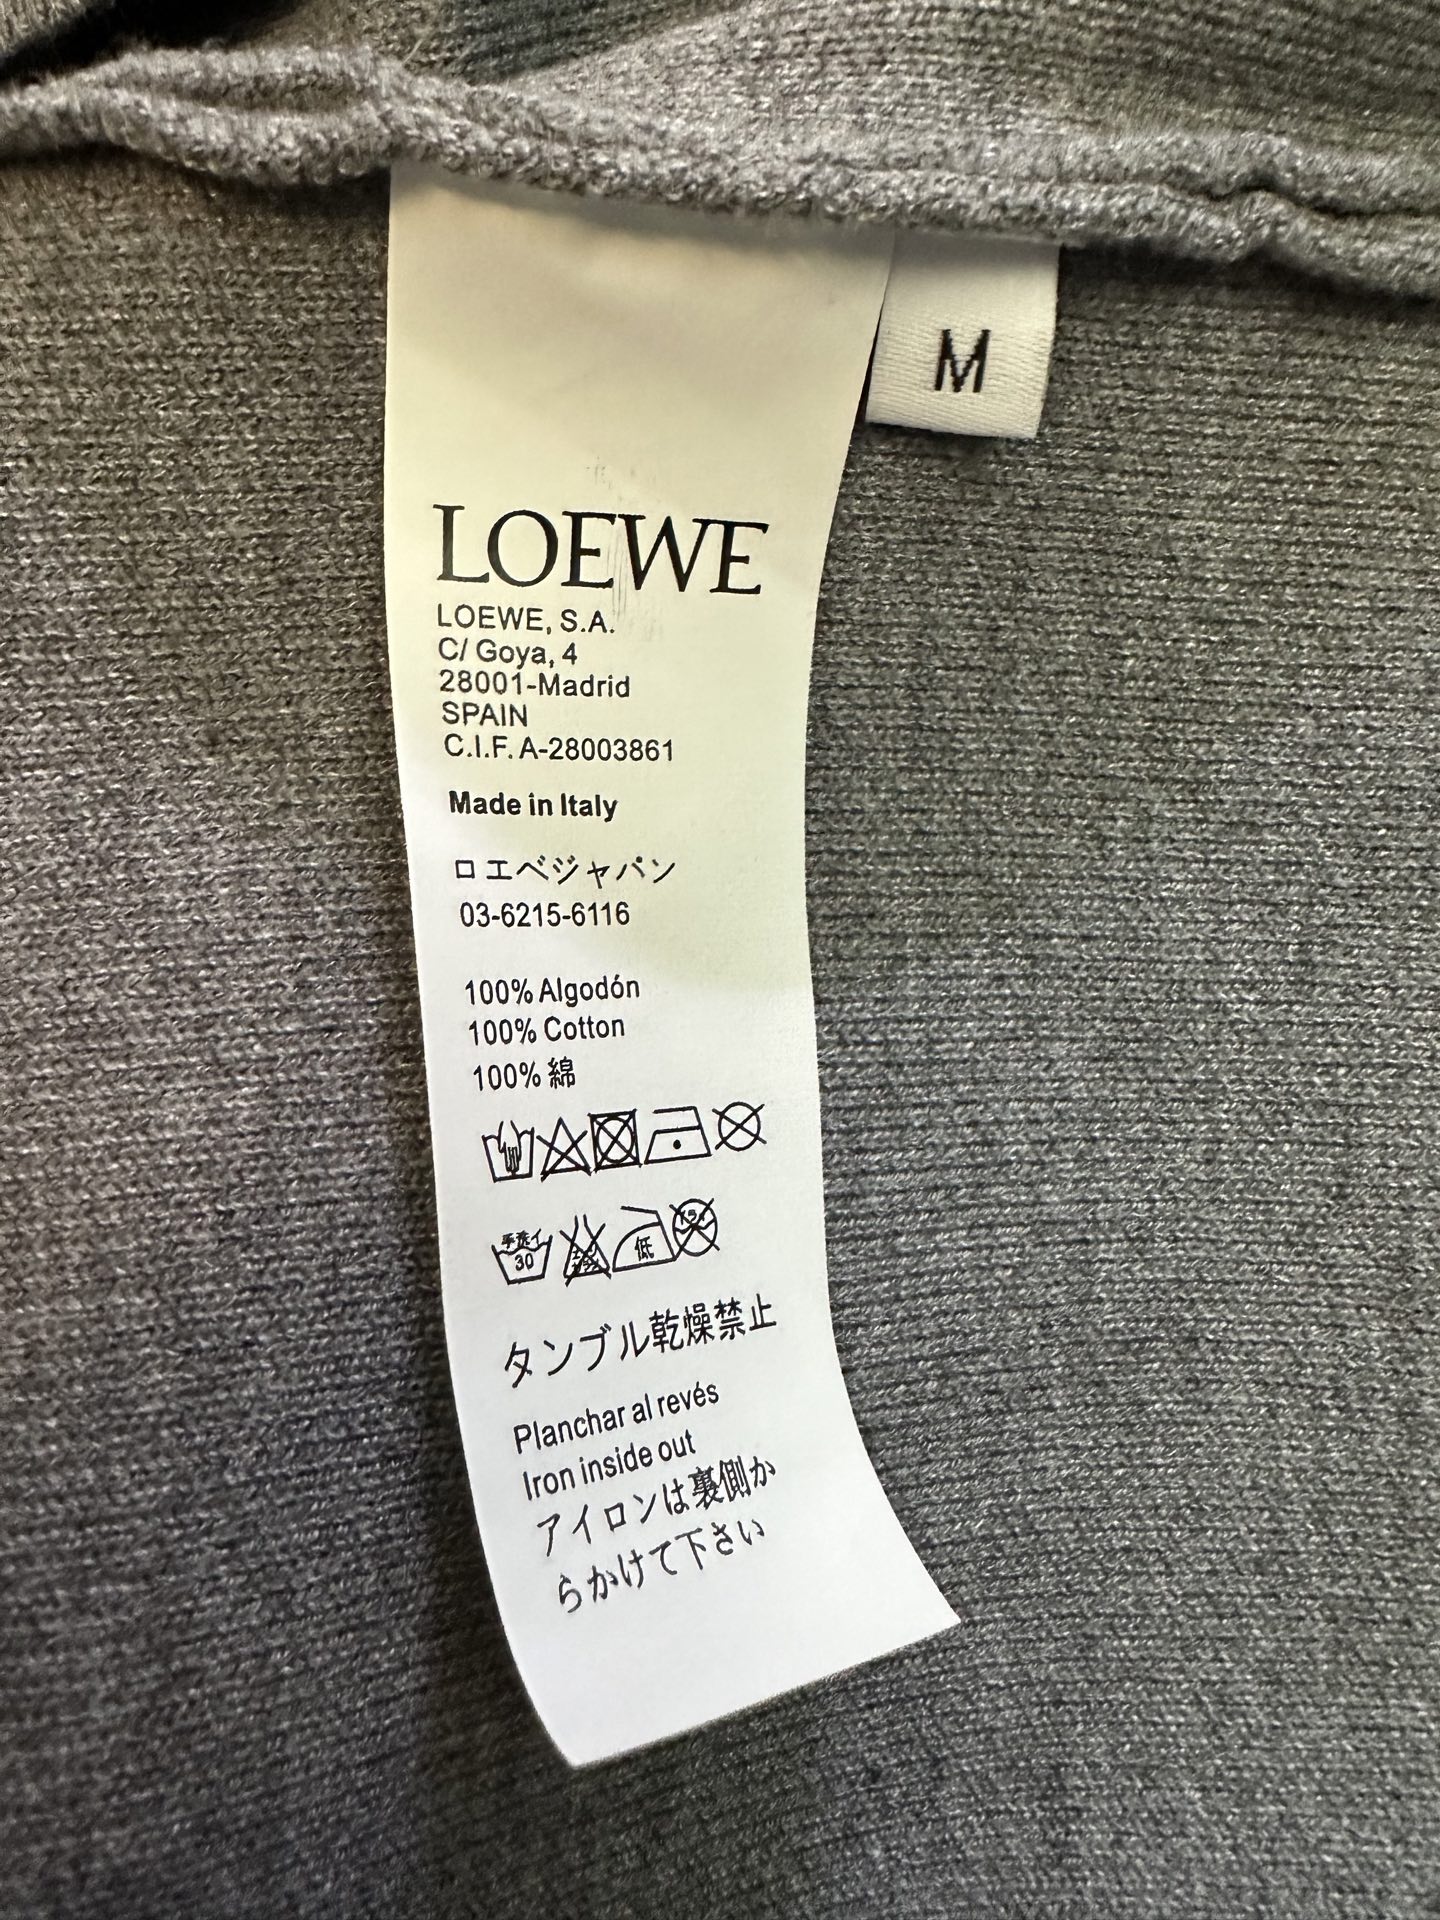 M
LOEWE
LOEWE, S.A.
C/ Goya, 4
28001-Madrid
SPAIN
C.I.F. A-28003861
Made in Italy
ロエベジャパン
03-6215-6116
100% Algodón
100% Cotton
100% 綿
手洗イ
30
低
タンブル乾燥禁止
Planchar al revés
Iron inside out
アイロンは裏側か
らかけて下さい